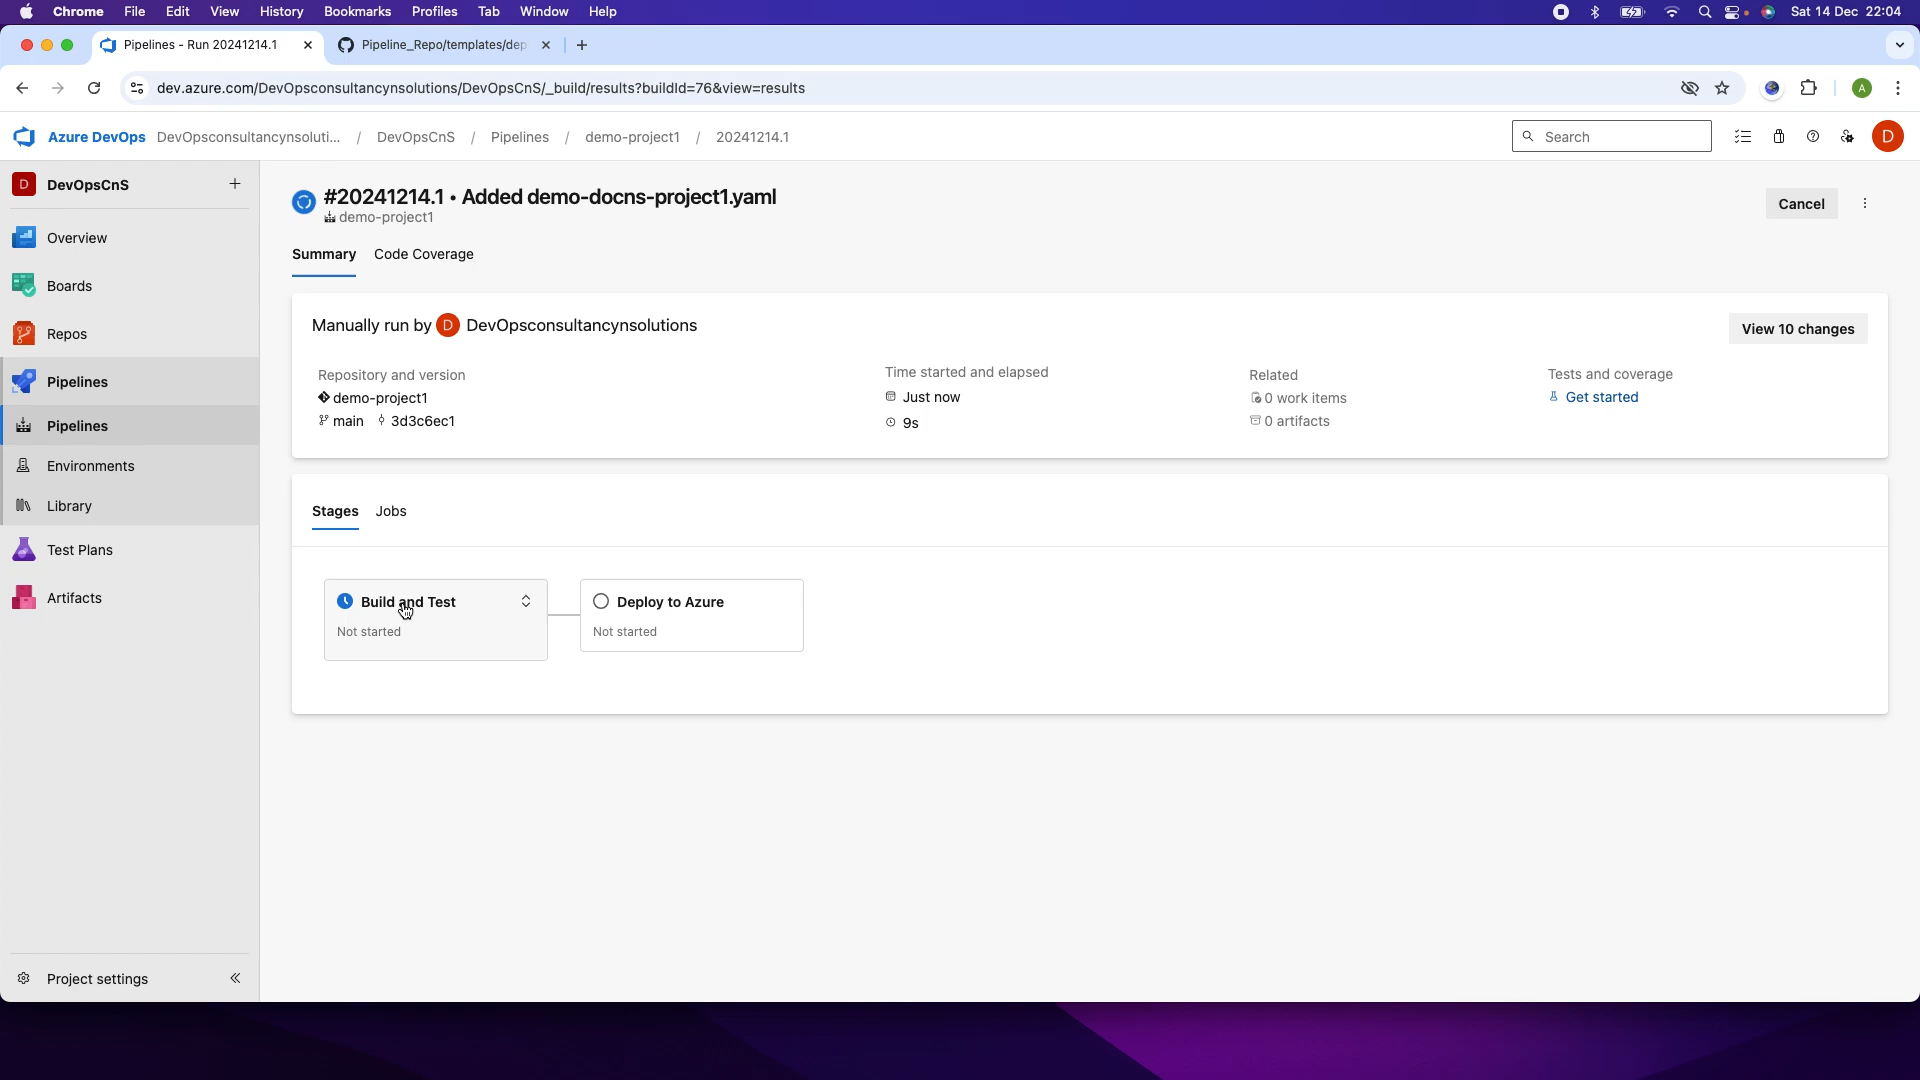 Chrome File Edit View History Bookmarks Profiles Tab Window Help Sat 14 Dec 22:04
Pipelines - Run 20241214.1 Pipeline_Repo/templates/dep
dev.azure.com/DevOpsconsultancynsolutions/DevOpsCnS/_build/results?buildId=76&view=results A
Azure DevOps DevOpsconsultancynsoluti... / DevOpsCnS / Pipelines / demo-project1 / 20241214.1 Search D
D DevOpsCnS +
Overview
Boards
Repos
Pipelines
Pipelines
Environments
Library
Test Plans
Artifacts
Project settings
#20241214.1 • Added demo-docns-project1.yaml
demo-project1
Cancel
Summary Code Coverage
Manually run by D DevOpsconsultancynsolutions
View 10 changes
Repository and version
demo-project1
main 3d3c6ec1
Time started and elapsed
Just now
9s
Related
0 work items
0 artifacts
Tests and coverage
Get started
Stages Jobs
Build and Test
Not started
Deploy to Azure
Not started